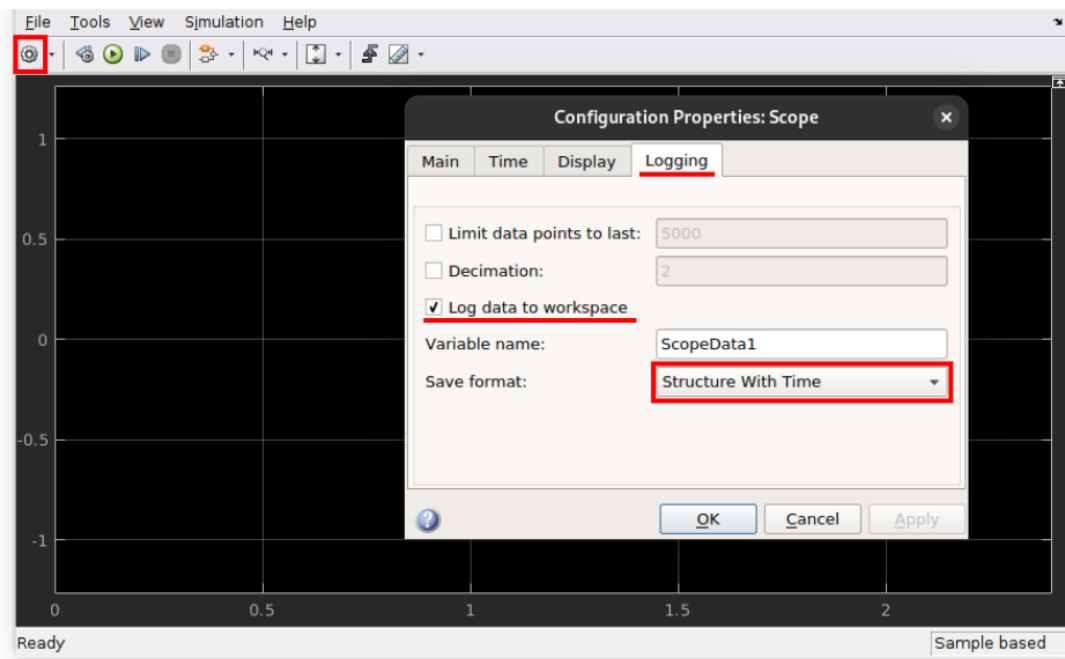 File Tools View Simulation Help
Configuration Properties: Scope
Main Time Display Logging
Limit data points to last: 5000
Decimation: 2
Log data to workspace
Variable name: ScopeData1
Save format: Structure With Time
OK Cancel Apply
1
0.5
0
-0.5
-1
0 0.5 1 1.5 2
Ready Sample based